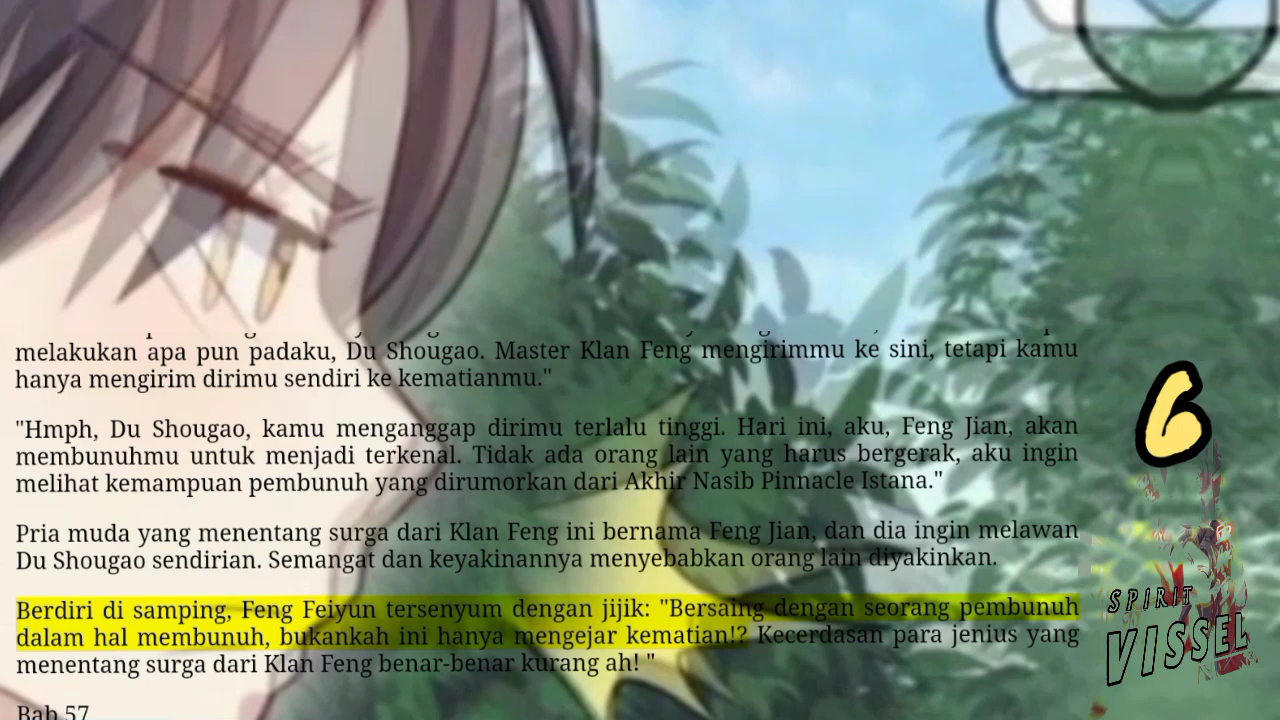 melakukan apa pun padaku, Du Shougao. Master Klan Feng mengirimmu ke sini, tetapi kamu
hanya mengirim dirimu sendiri ke kematianmu."
"Hmph, Du Shougao, kamu menganggap dirimu terlalu tinggi. Hari ini, aku, Feng Jian, akan
membunuhmu untuk menjadi terkenal. Tidak ada orang lain yang harus bergerak, aku ingin
melihat kemampuan pembunuh yang dirumorkan dari Akhir Nasib Pinnacle Istana."
Pria muda yang menentang surga dari Klan Feng ini bernama Feng Jian, dan dia ingin melawan
Du Shougao sendirian. Semangat dan keyakinannya menyebabkan orang lain diyakinkan.
Berdiri di samping, Feng Feiyun tersenyum dengan jijik: "Bersaing dengan seorang pembunuh
dalam hal membunuh, bukankah ini hanya mengejar kematian!? Kecerdasan para jenius yang
menentang surga dari Klan Feng benar-benar kurang ah! "
Bab 57
6
SPIRIT
VISSEL